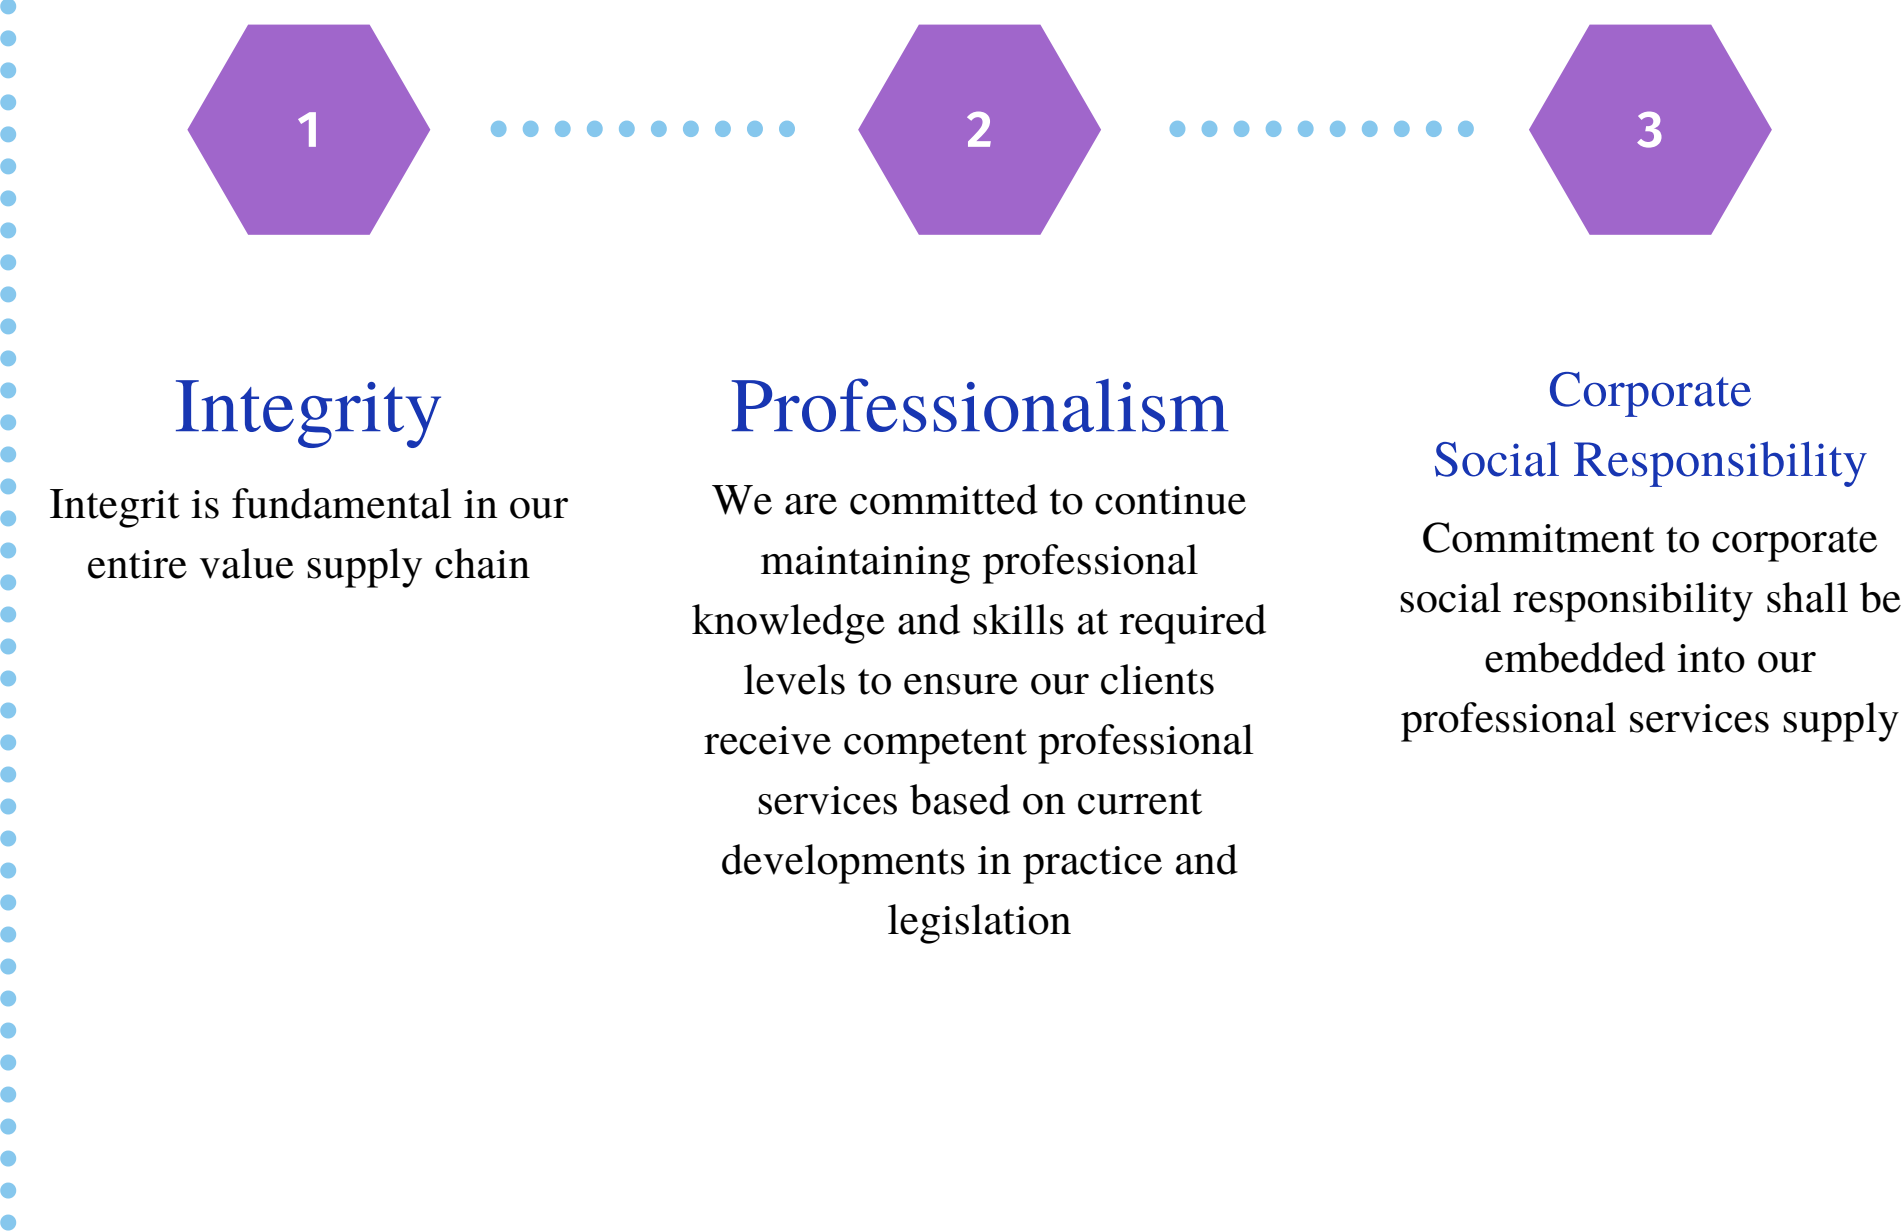 1
2
3
Integrity
Integrit is fundamental in our
entire value supply chain
Professionalism
We are committed to continue
maintaining professional
knowledge and skills at required
levels to ensure our clients
receive competent professional
services based on current
developments in practice and
legislation
Corporate
Social Responsibility
Commitment to corporate
social responsibility shall be
embedded into our
professional services supply